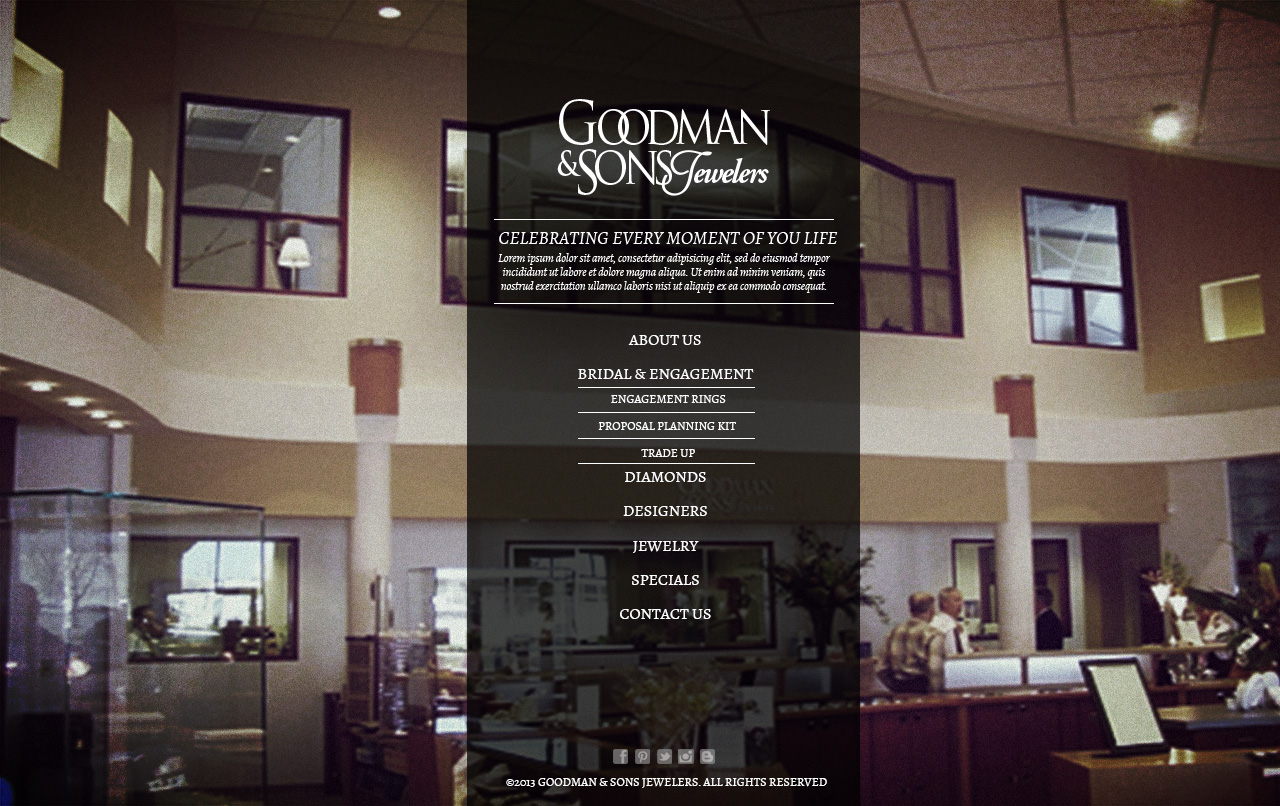 GOODMAN
& SONS Jewelers
CELEBRATING EVERY MOMENT OF YOU LIFE
Lorem ipsum dolor sit amet, consectetur adipisicing elit, sed do eiusmod tempor
incididunt ut labore et dolore magna aliqua. Ut enim ad minim veniam, quis
nostrud exercitation ullamco laboris nisi ut aliquip ex ea commodo consequat.
ABOUT US
BRIDAL & ENGAGEMENT
ENGAGEMENT RINGS
PROPOSAL PLANNING KIT
TRADE UP
DIAMONDS
DESIGNERS
JEWELRY
SPECIALS
CONTACT US
©2013 GOODMAN & SONS JEWELERS. ALL RIGHTS RESERVED